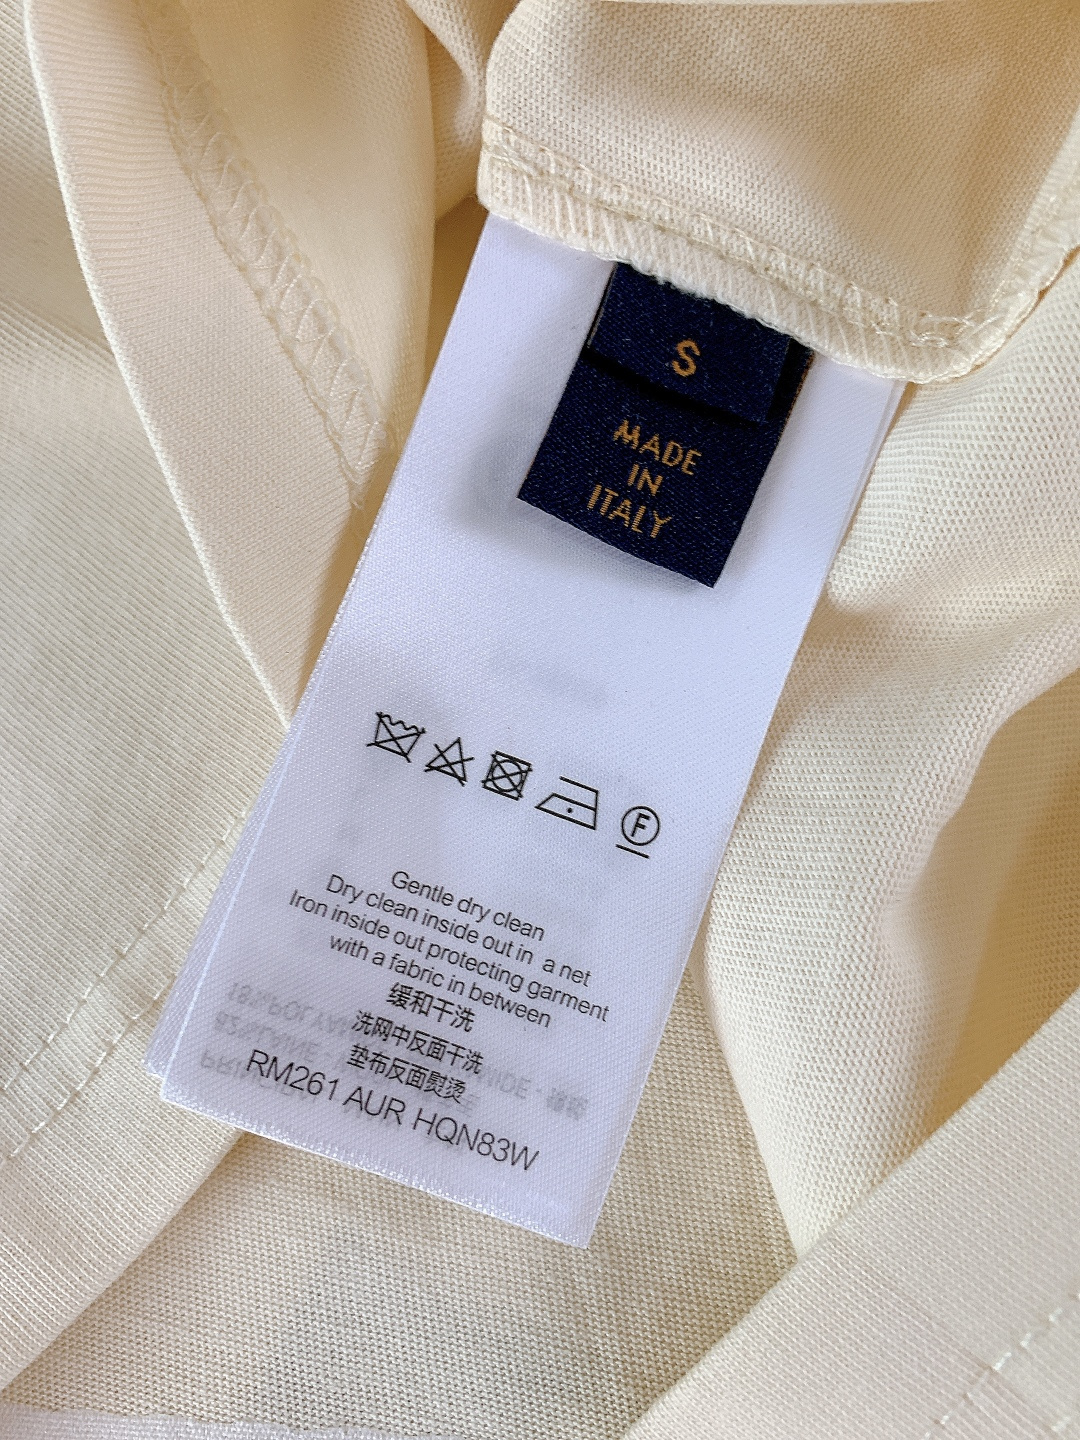 S
MADE
IN
ITALY
F
Gentle dry clean
Dry clean inside out in a net
Iron inside out protecting garment
with a fabric in between
缓和干洗
洗网中反面干洗
垫布反面熨烫
RM261 AUR HQN83W